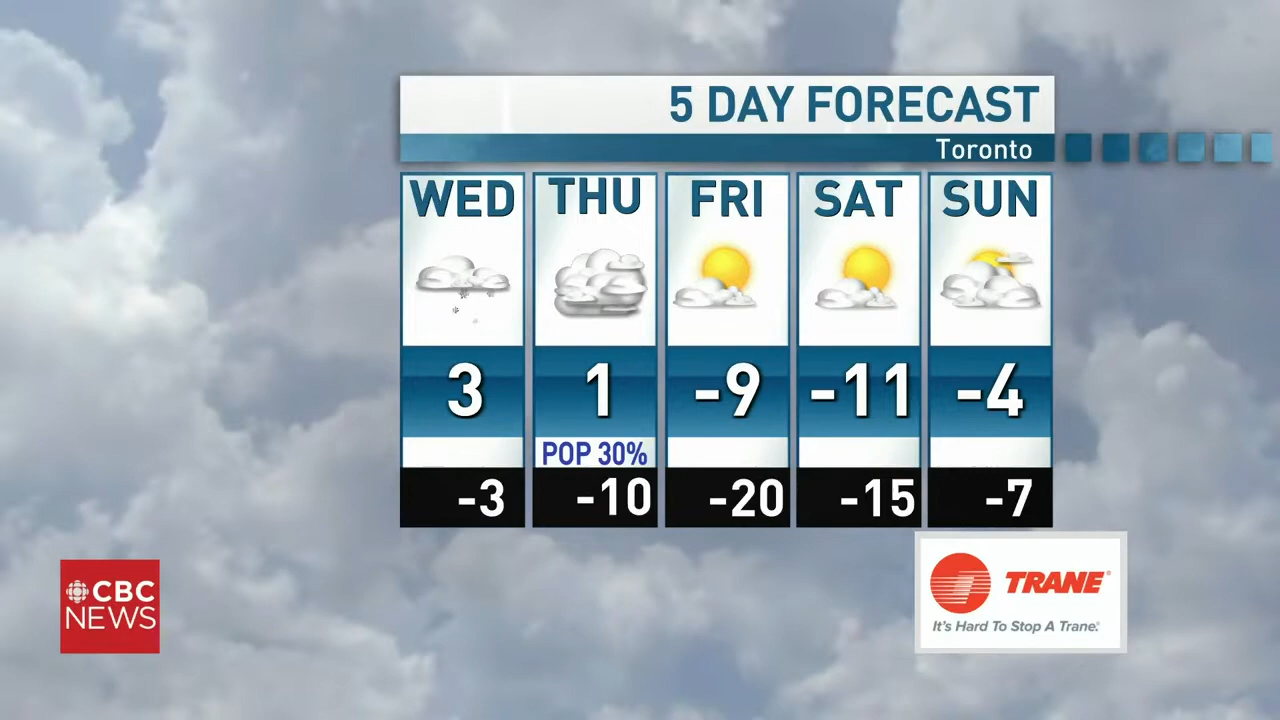 5 DAY FORECAST
Toronto
WED THU FRI SAT SUN
3 1 -9 -11 -4
POP 30%
-3 -10 -20 -15 -7
CBC
NEWS
TRANE®
It's Hard To Stop A Trane.®